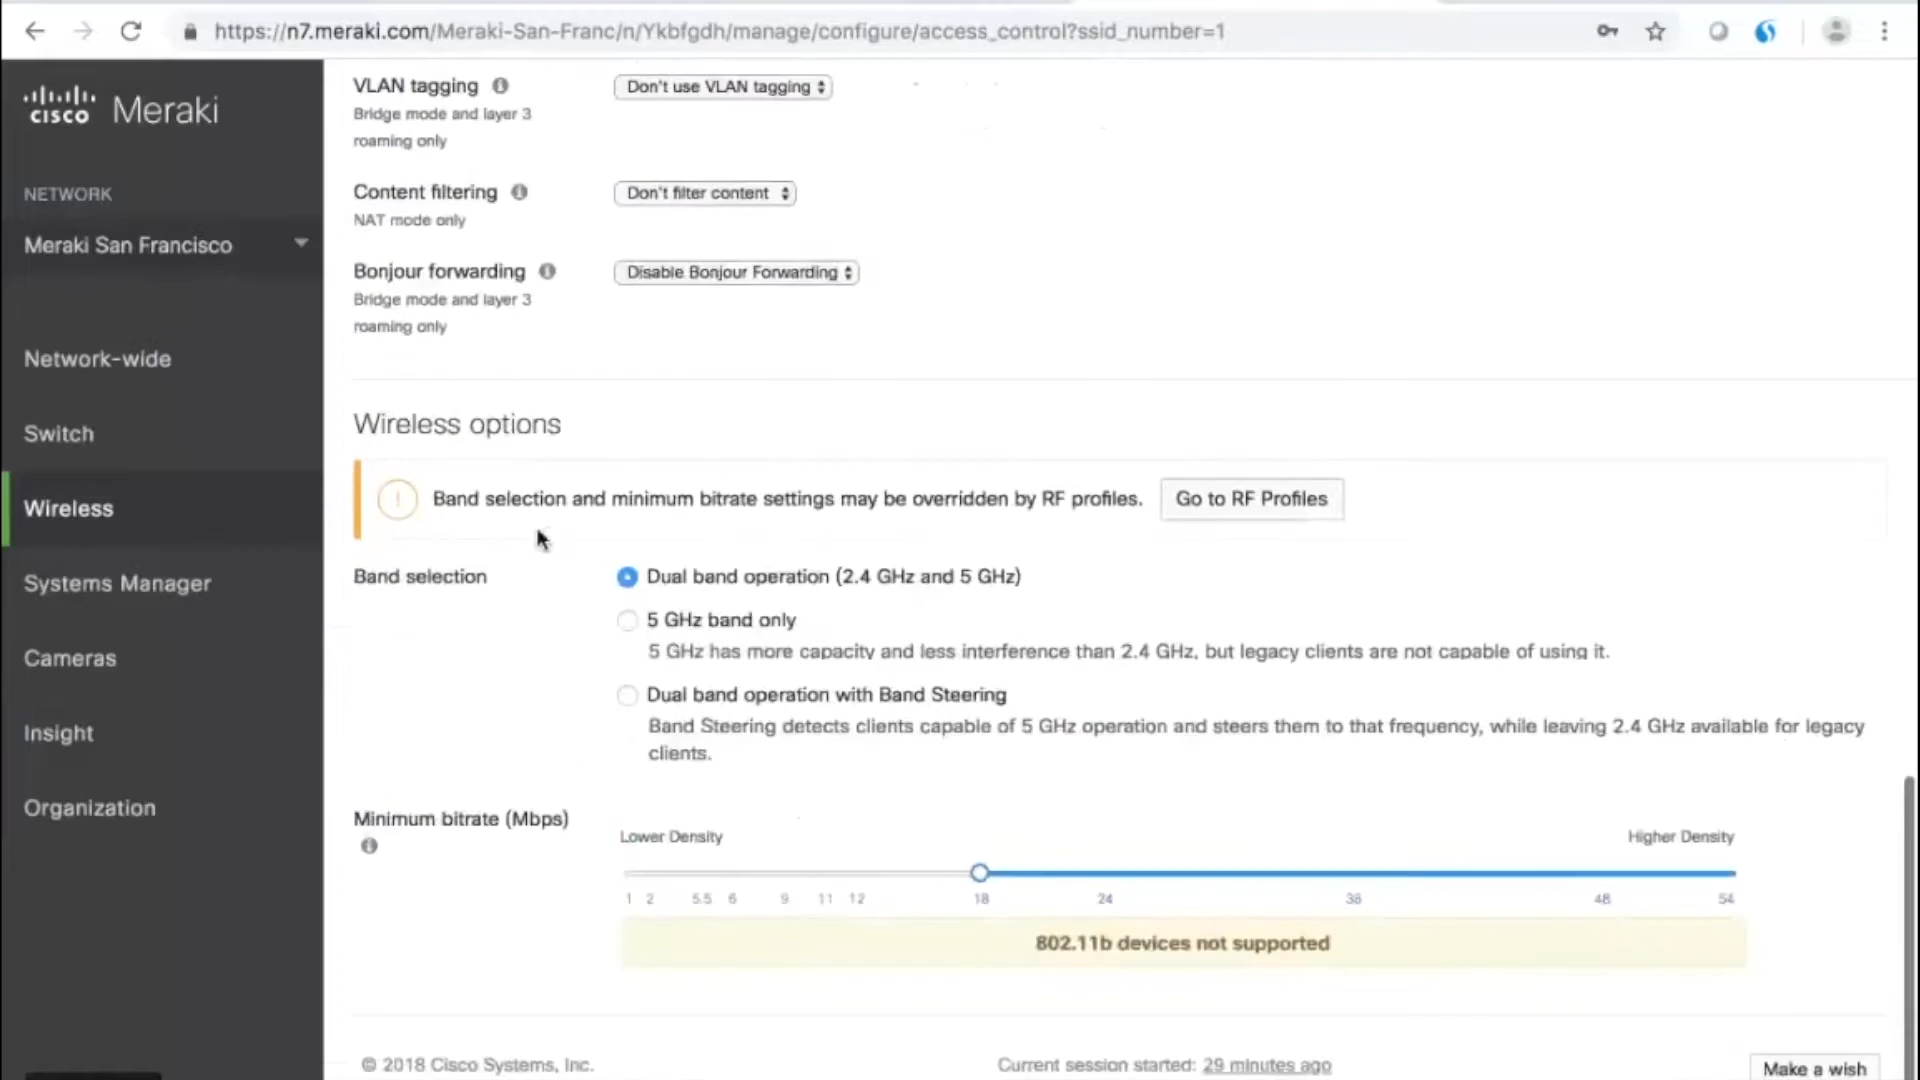 https://n7.meraki.com/Meraki-San-Franc/n/Ykbfgdh/manage/configure/access_control?ssid_number=1
CISCO Meraki
NETWORK
Meraki San Francisco
Network-wide
Switch
Wireless
Systems Manager
Cameras
Insight
Organization
VLAN tagging
Don't use VLAN tagging
Bridge mode and layer 3
roaming only
Content filtering
Don't filter content
NAT mode only
Bonjour forwarding
Disable Bonjour Forwarding
Bridge mode and layer 3
roaming only
Wireless options
Band selection and minimum bitrate settings may be overridden by RF profiles.
Go to RF Profiles
Band selection
Dual band operation (2.4 GHz and 5 GHz)
5 GHz band only
5 GHz has more capacity and less interference than 2.4 GHz, but legacy clients are not capable of using it.
Dual band operation with Band Steering
Band Steering detects clients capable of 5 GHz operation and steers them to that frequency, while leaving 2.4 GHz available for legacy
clients.
Minimum bitrate (Mbps)
Lower Density
Higher Density
1 2 5.5 6 9 11 12 18 24 36 48 54
802.11b devices not supported
© 2018 Cisco Systems, Inc.
Current session started: 29 minutes ago
Make a wish